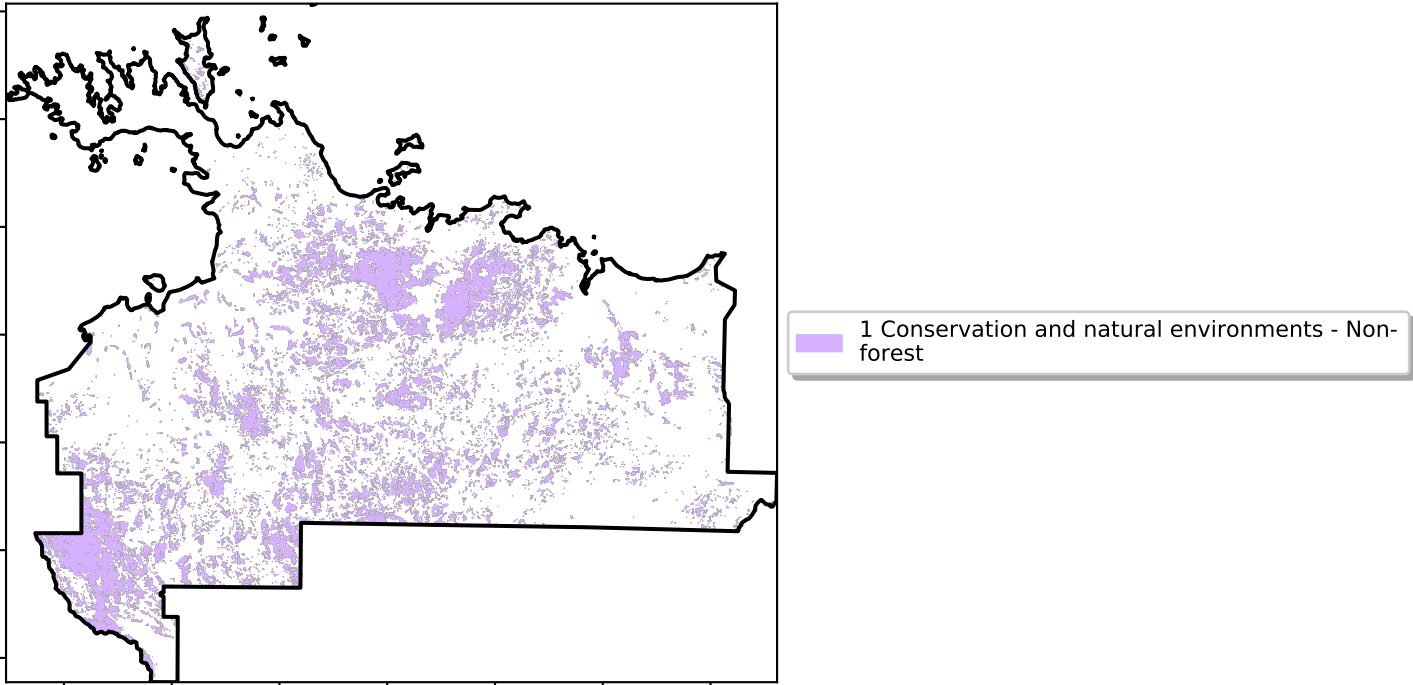 1 Conservation and natural environments - Non-
forest